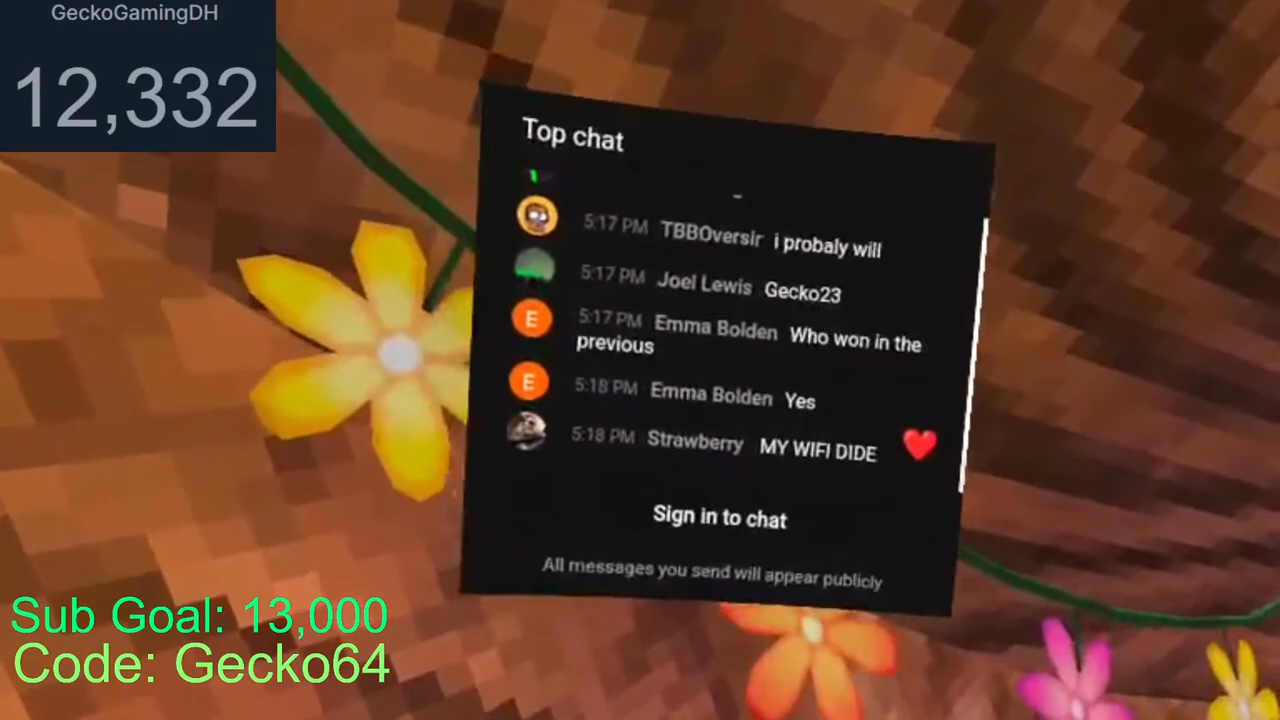 GeckoGamingDH
12,332
Top chat
5:17 PM TBBOversir i probaly will
5:17 PM Joel Lewis Gecko23
E 5:17 PM Emma Bolden Who won in the
previous
E 5:18 PM Emma Bolden Yes
5:18 PM Strawberry MY WIFI DIDE
Sign in to chat
All messages you send will appear publicly
Sub Goal: 13,000
Code: Gecko64